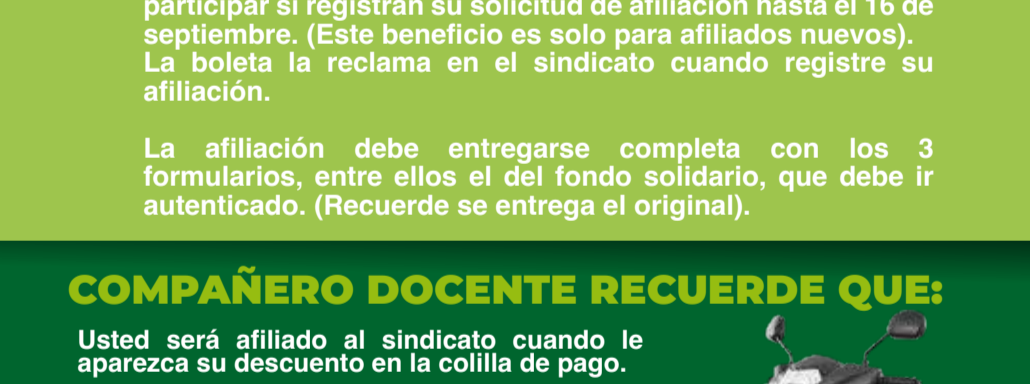 participar si registran su solicitud de afiliación hasta el 16 de
septiembre. (Este beneficio es solo para afiliados nuevos).
La boleta la reclama en el sindicato cuando registre su
afiliación.
La afiliación debe entregarse completa con los 3
formularios, entre ellos el del fondo solidario, que debe ir
autenticado. (Recuerde se entrega el original).
COMPAÑERO DOCENTE RECUERDE QUE:
Usted será afiliado al sindicato cuando le
aparezca su descuento en la colilla de pago.